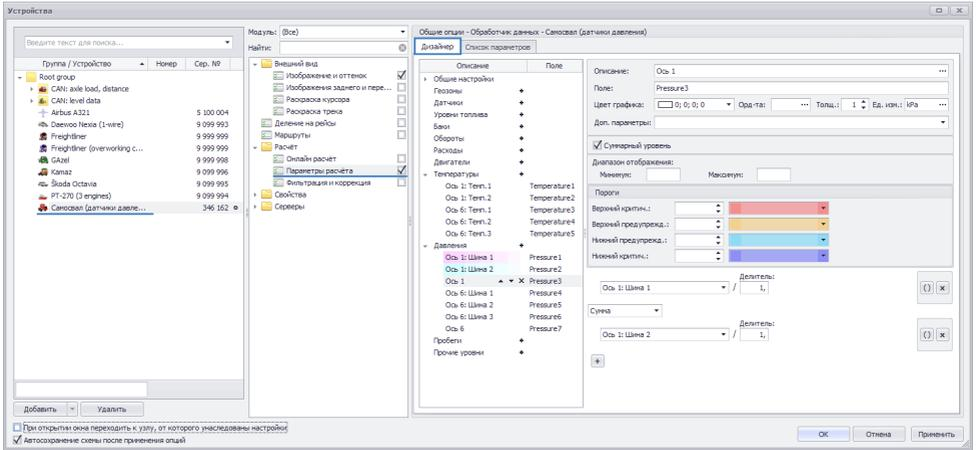 Устройства
Введите текст для поиска...
Группа / Устройство Номер Сер. №
Root group
CAN: axle load, distance
CAN: level data
Airbus A321 5 100 004
Daewoo Nexia (1-wire) 9 099 993
Freightliner 9 999 999
Freightliner (overworking c... 9 999 999
GAzel 9 999 998
Kamaz 9 099 996
Škoda Octavia 9 099 995
PT-270 (3 engines) 9 099 994
Самосвал (датчики давле... 346 162
Добавить Удалить
При открытии окна переходить к узлу, от которого унаследованы настройки
Автосохранение схемы после применения опций
Модуль: (Все)
Найти:
Внешний вид
Изображение и оттенок
Изображения заднего и пере...
Раскраска курсора
Раскраска трека
Деление на рейсы
Маршруты
Расчёт
Онлайн расчёт
Параметры расчёта
Фильтрация и коррекция
Свойства
Серверы
Общие опции - Обработчик данных - Самосвал (датчики давления)
Дизайнер Список параметров
Описание Поле
Общие настройки
Геозоны
Датчики
Уровни топлива
Баки
Обороты
Расходы
Двигатели
Температуры
Ось 1: Темп.1 Temperature1
Ось 1: Темп.2 Temperature2
Ось 6: Темп.1 Temperature3
Ось 6: Темп.2 Temperature4
Ось 6: Темп.3 Temperature5
Давления
Ось 1: Шина 1 Pressure1
Ось 1: Шина 2 Pressure2
Ось 1 Pressure3
Ось 6: Шина 1 Pressure4
Ось 6: Шина 2 Pressure5
Ось 6: Шина 3 Pressure6
Ось 6 Pressure7
Пробеги
Прочие уровни
Описание: Ось 1
Поле: Pressure3
Цвет графика: 0; 0; 0; 0 Орд-та: Толщ.: 1 Ед. изм.: kPa
Доп. параметры:
Суммарный уровень
Диапазон отображения:
Минимум: Максимум:
Пороги
Верхний критич.:
Верхний предупрежд.:
Нижний предупрежд.:
Нижний критич.:
Делитель:
Ось 1: Шина 1 / 1,
Сумма
Делитель:
Ось 1: Шина 2 / 1,
OK Отмена Применить